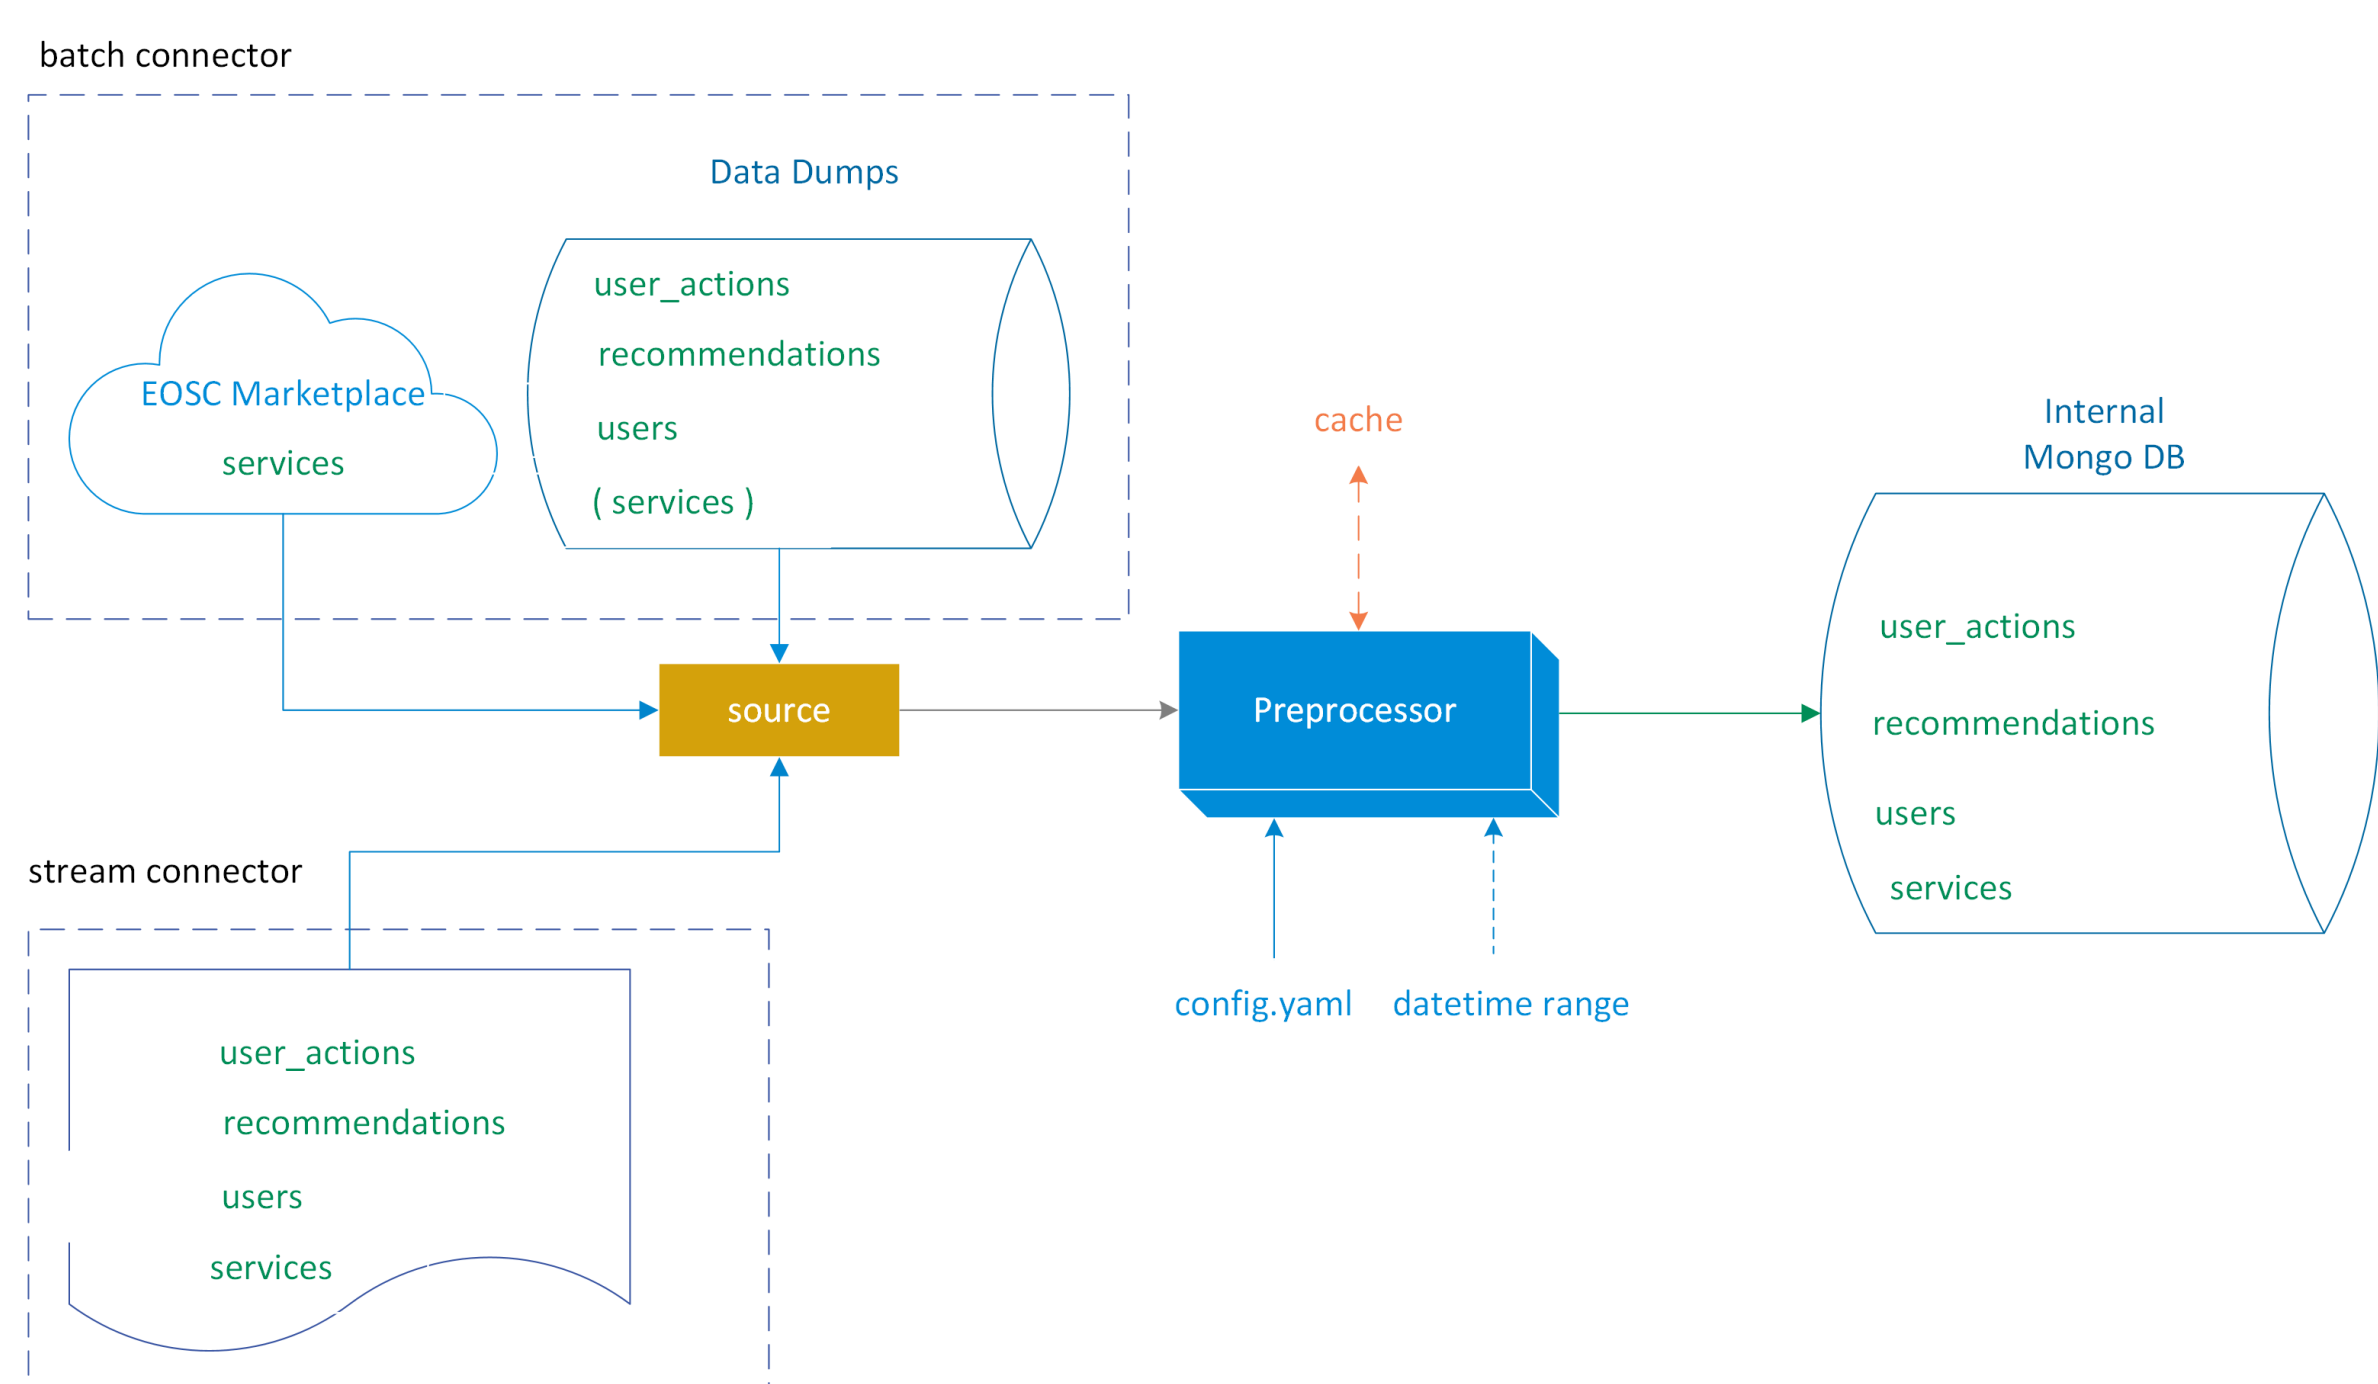 batch connector
Data Dumps
user_actions
recommendations
users
( services )
EOSC Marketplace
services
cache
Internal
Mongo DB
source
Preprocessor
user_actions
recommendations
users
services
config.yaml
datetime range
stream connector
user_actions
recommendations
users
services